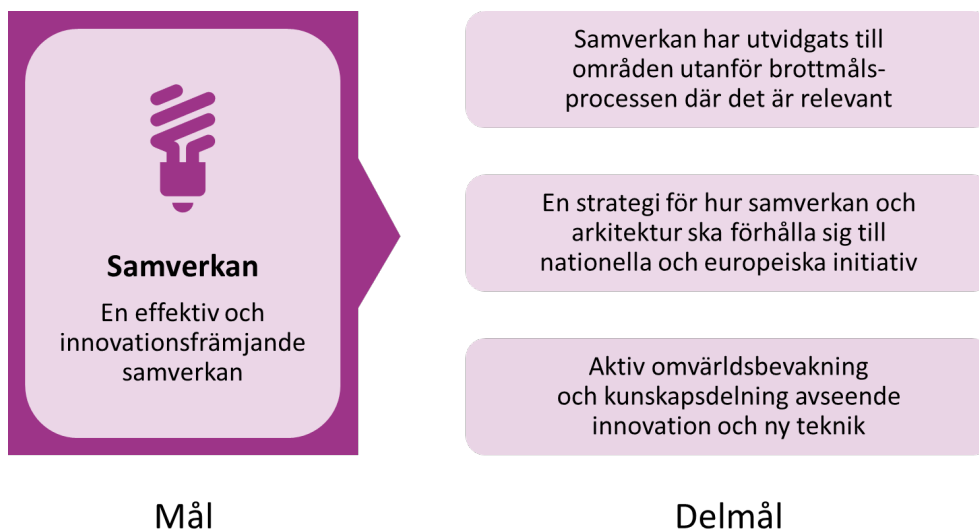 Samverkan
En effektiv och
innovationsfrämjande
samverkan
Mål
Samverkan har utvidgats till
områden utanför brottmåls-
processen där det är relevant
En strategi för hur samverkan och
arkitektur ska förhålla sig till
nationella och europeiska initiativ
Aktiv omvärldsbevakning
och kunskapsdelning avseende
innovation och ny teknik
Delmål